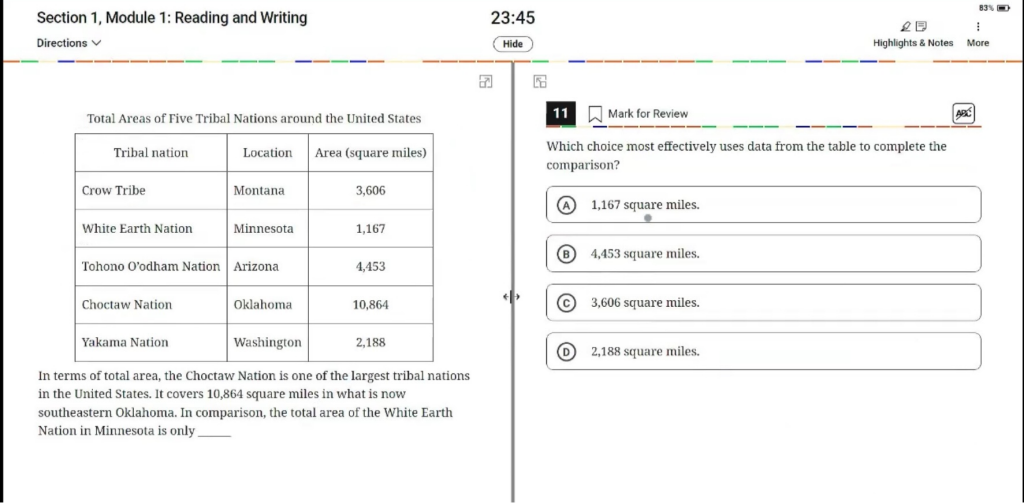 Section 1, Module 1: Reading and Writing
23:45
83%
Directions
Hide
Highlights & Notes
More
Total Areas of Five Tribal Nations around the United States
Tribal nation Location Area (square miles)
Crow Tribe Montana 3,606
White Earth Nation Minnesota 1,167
Tohono O'odham Nation Arizona 4,453
Choctaw Nation Oklahoma 10,864
Yakama Nation Washington 2,188
In terms of total area, the Choctaw Nation is one of the largest tribal nations
in the United States. It covers 10,864 square miles in what is now
southeastern Oklahoma. In comparison, the total area of the White Earth
Nation in Minnesota is only ______
11 Mark for Review ABC
Which choice most effectively uses data from the table to complete the
comparison?
A 1,167 square miles.
B 4,453 square miles.
C 3,606 square miles.
D 2,188 square miles.